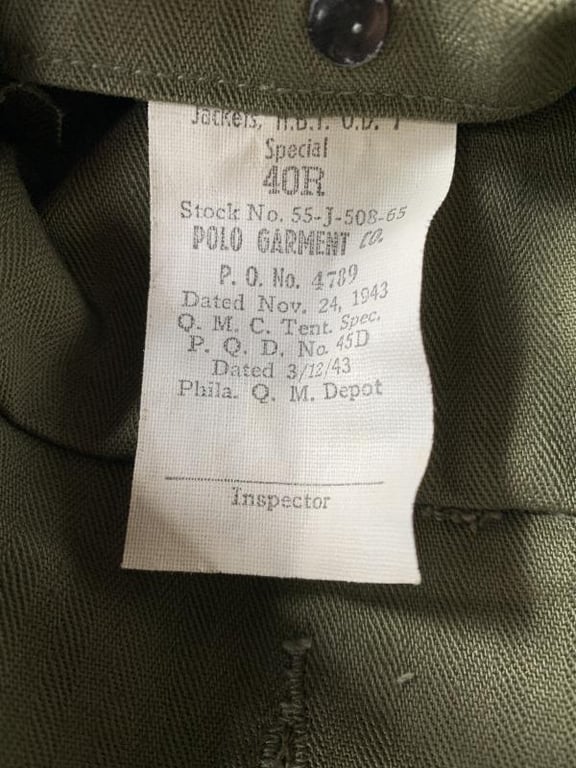 Jackets, H.B.T. O.D. 7
Special
40R
Stock No. 55-J-508-65
POLO GARMENT CO.
P. O. No. 4789
Dated Nov. 24, 1943
Q. M. C. Tent. Spec.
P. Q. D. No. 45D
Dated 3/12/43
Phila. Q. M. Depot
Inspector